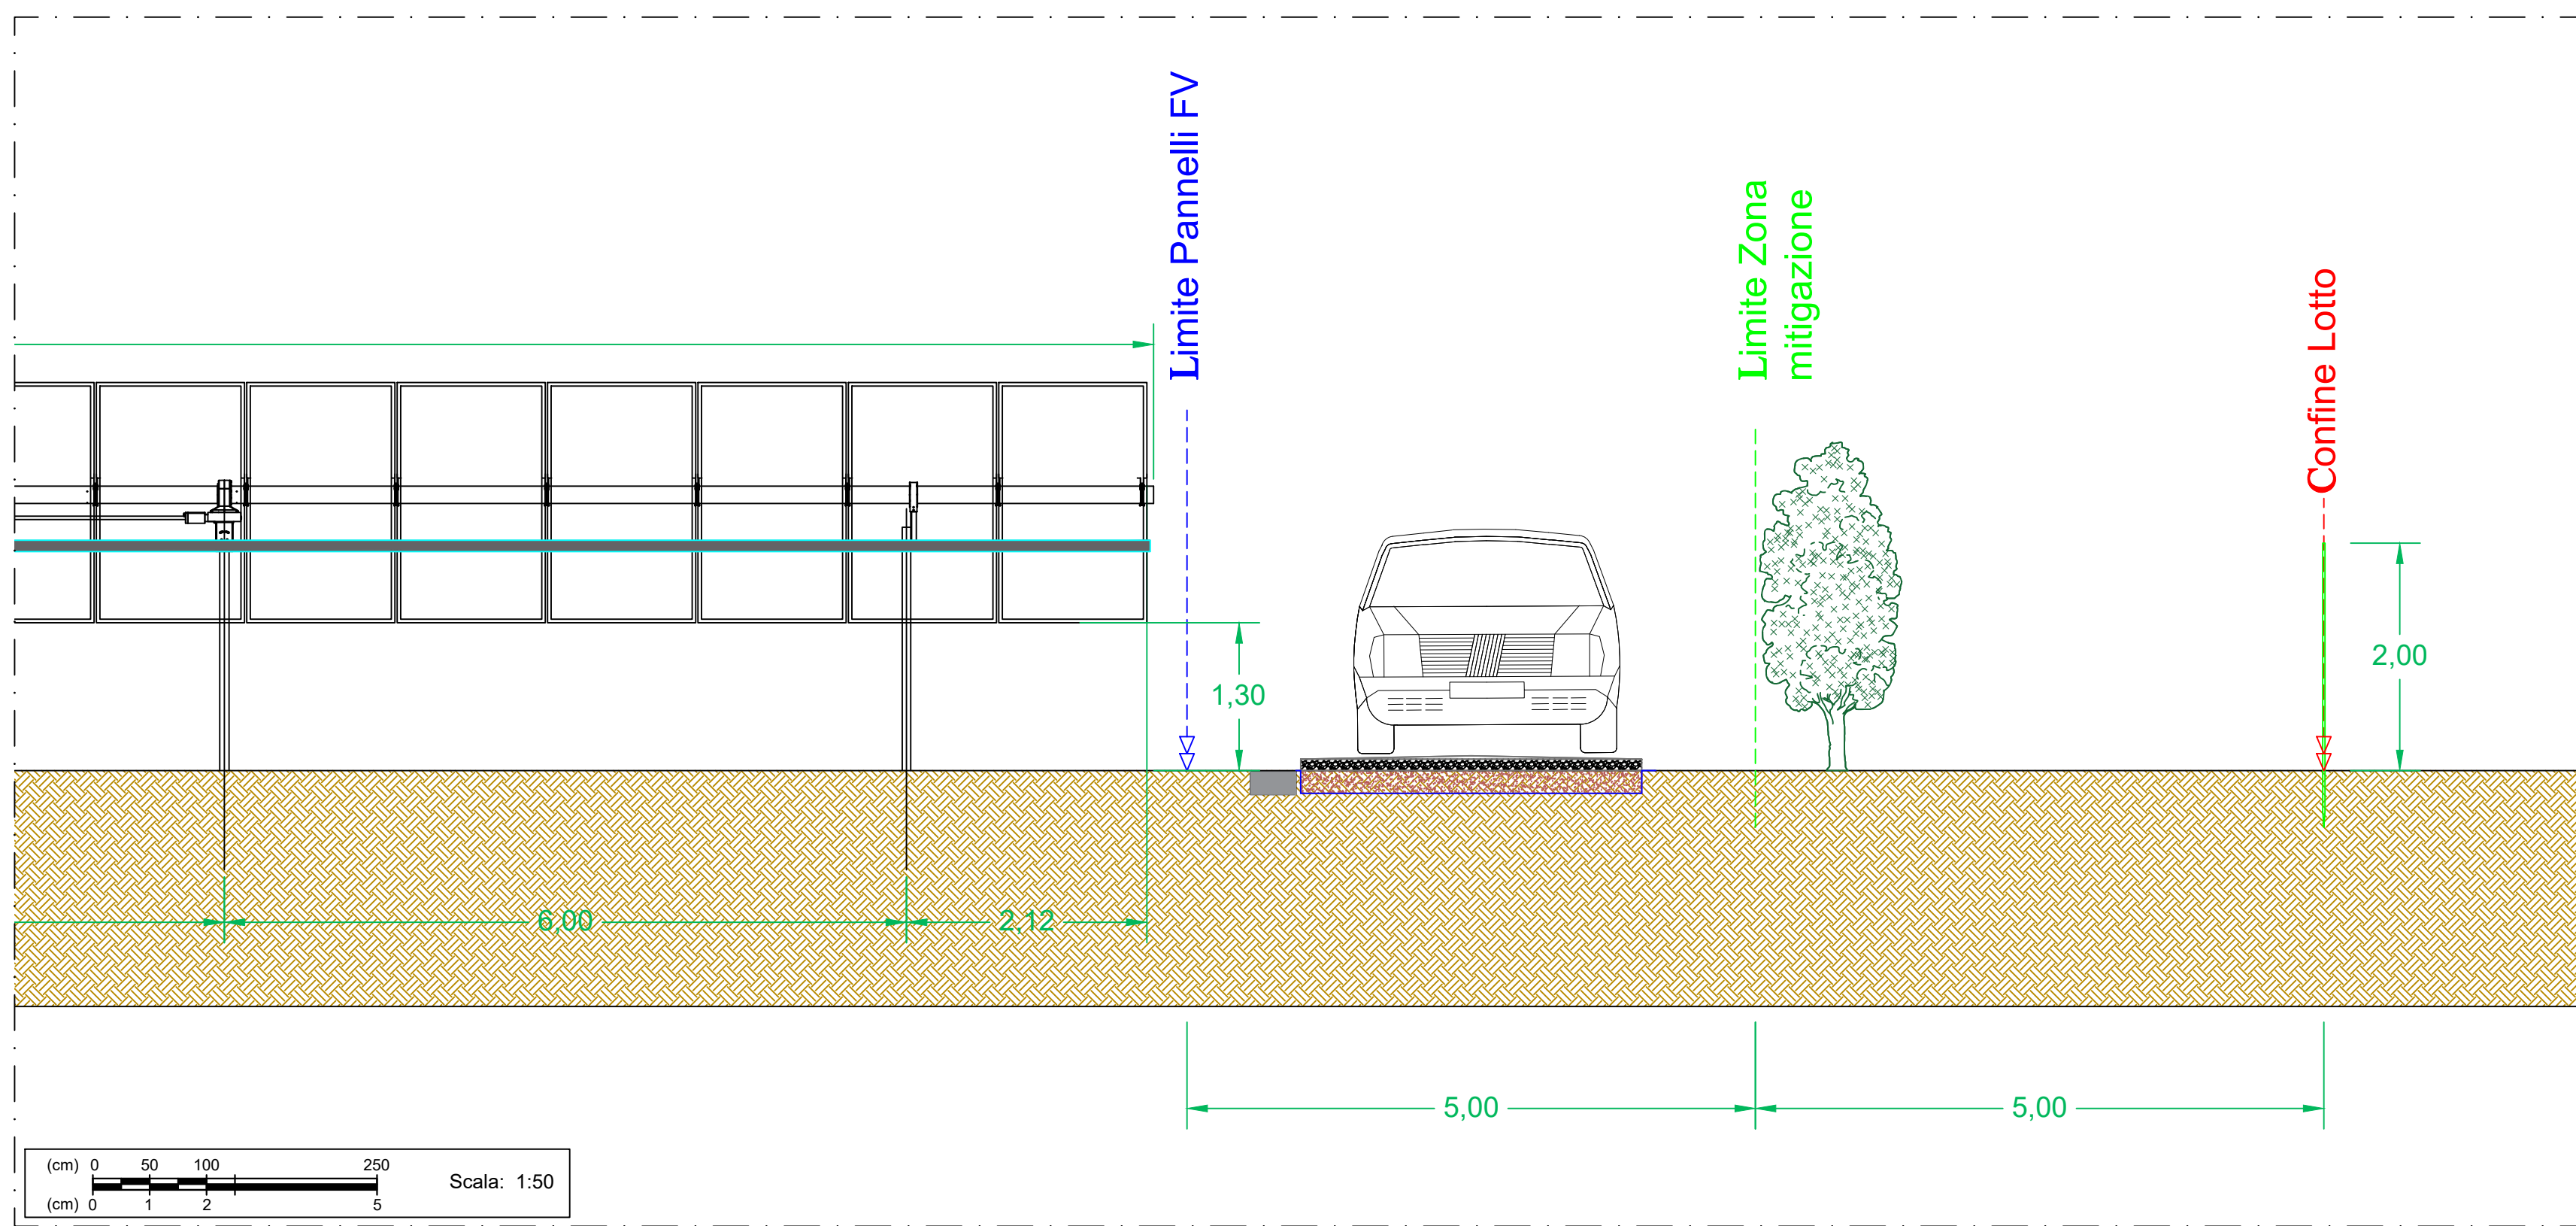 Limite Pannelli FV
Limite Zona
mitigazione
Confine Lotto
1,30
2,00
6,00
2,12
5,00
5,00
(cm) 0 50 100 250
Scala: 1:50
(cm) 0 1 2 5